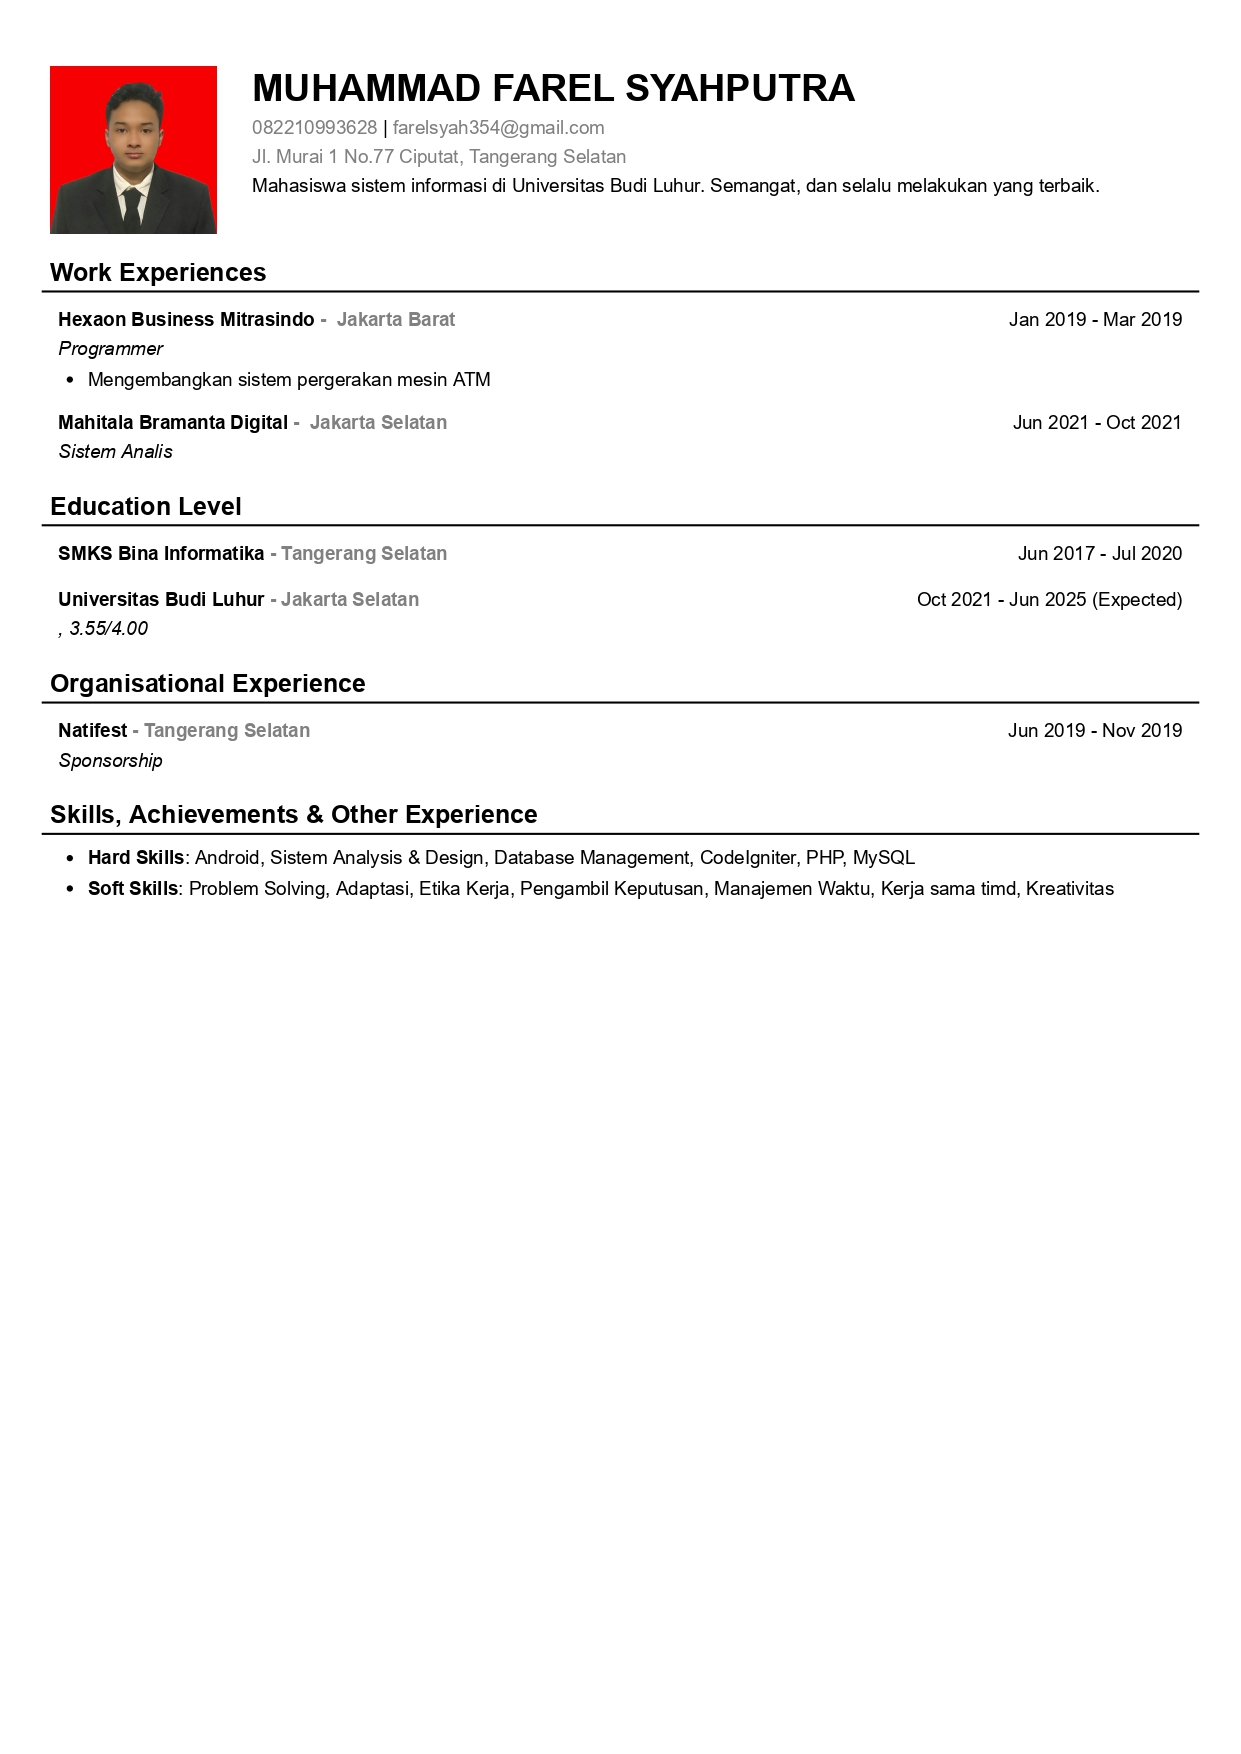 MUHAMMAD FAREL SYAHPUTRA
082210993628 | farelsyah354@gmail.com
Jl. Murai 1 No.77 Ciputat, Tangerang Selatan
Mahasiswa sistem informasi di Universitas Budi Luhur. Semangat, dan selalu melakukan yang terbaik.
Work Experiences
Hexaon Business Mitrasindo - Jakarta Barat Jan 2019 - Mar 2019
Programmer
• Mengembangkan sistem pergerakan mesin ATM
Mahitala Bramanta Digital - Jakarta Selatan Jun 2021 - Oct 2021
Sistem Analis
Education Level
SMKS Bina Informatika - Tangerang Selatan Jun 2017 - Jul 2020
Universitas Budi Luhur - Jakarta Selatan Oct 2021 - Jun 2025 (Expected)
, 3.55/4.00
Organisational Experience
Natifest - Tangerang Selatan Jun 2019 - Nov 2019
Sponsorship
Skills, Achievements & Other Experience
• Hard Skills: Android, Sistem Analysis & Design, Database Management, CodeIgniter, PHP, MySQL
• Soft Skills: Problem Solving, Adaptasi, Etika Kerja, Pengambil Keputusan, Manajemen Waktu, Kerja sama timd, Kreativitas